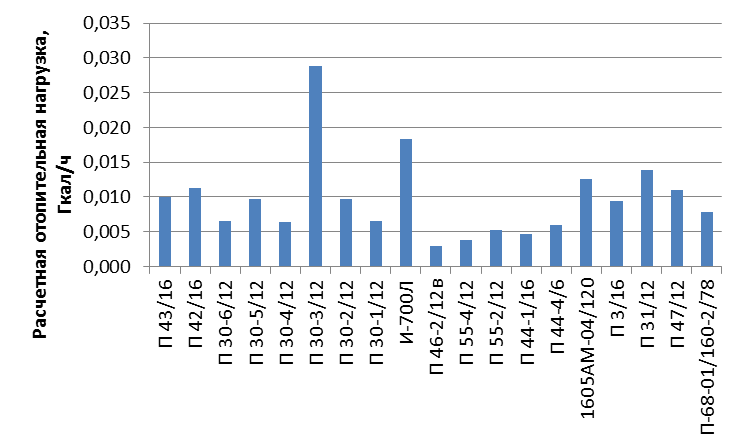 Расчетная отопительная нагрузка,
Гкал/ч
0,035
0,030
0,025
0,020
0,015
0,010
0,005
0,000
П 43/16
П 42/16
П 30-6/12
П 30-5/12
П 30-4/12
П 30-3/12
П 30-2/12
П 30-1/12
И-700Л
П 46-2/12в
П 55-4/12
П 55-2/12
П 44-1/16
П 44-4/6
1605АМ-04/120
П 3/16
П 31/12
П 47/12
П-68-01/160-2/78